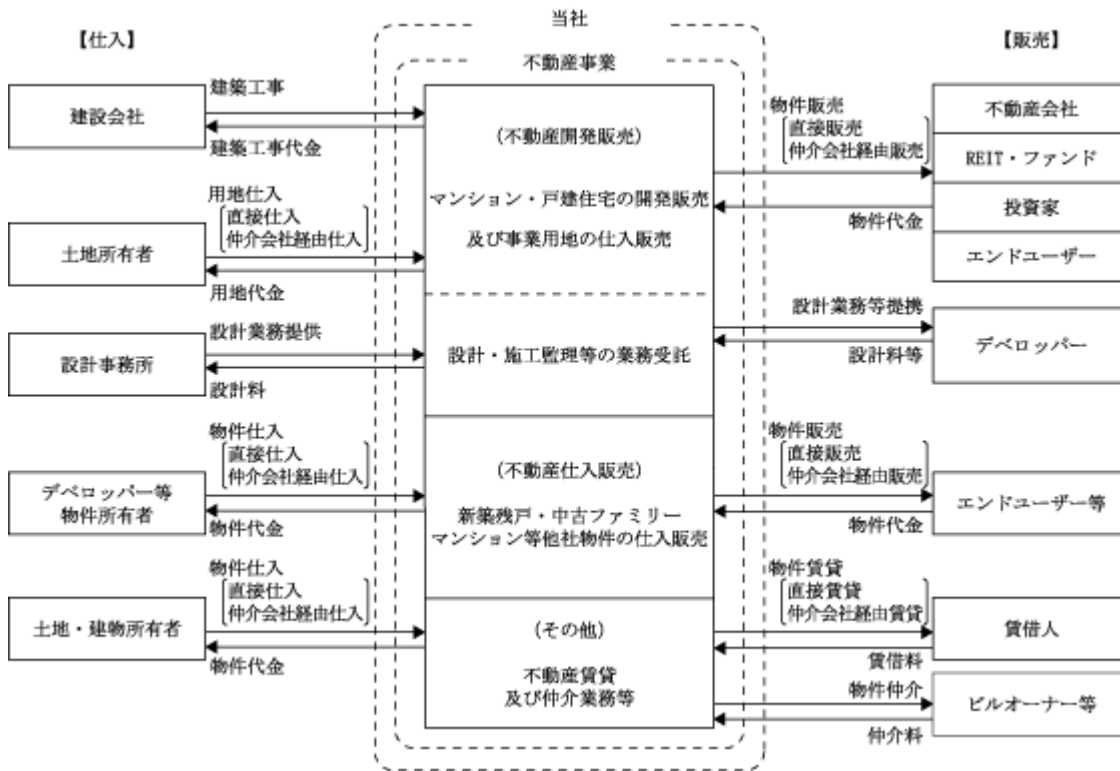 当社
【仕入】
【販売】
不動産事業
建設会社
建築工事
建築工事代金
土地所有者
用地仕入
直接仕入
仲介会社経由仕入
用地代金
設計事務所
設計業務提供
設計料
デベロッパー等
物件所有者
物件仕入
直接仕入
仲介会社経由仕入
物件代金
土地・建物所有者
物件仕入
直接仕入
仲介会社経由仕入
物件代金
(不動産開発販売)
マンション・戸建住宅の開発販売
及び事業用地の仕入販売
設計・施工監理等の業務受託
(不動産仕入販売)
新築残戸・中古ファミリー
マンション等他社物件の仕入販売
(その他)
不動産賃貸
及び仲介業務等
物件販売
直接販売
仲介会社経由販売
物件代金
不動産会社
REIT・ファンド
投資家
エンドユーザー
設計業務等提携
設計料等
デベロッパー
物件販売
直接販売
仲介会社経由販売
物件代金
エンドユーザー等
物件賃貸
直接賃貸
仲介会社経由賃貸
賃借料
賃借人
物件仲介
仲介料
ビルオーナー等